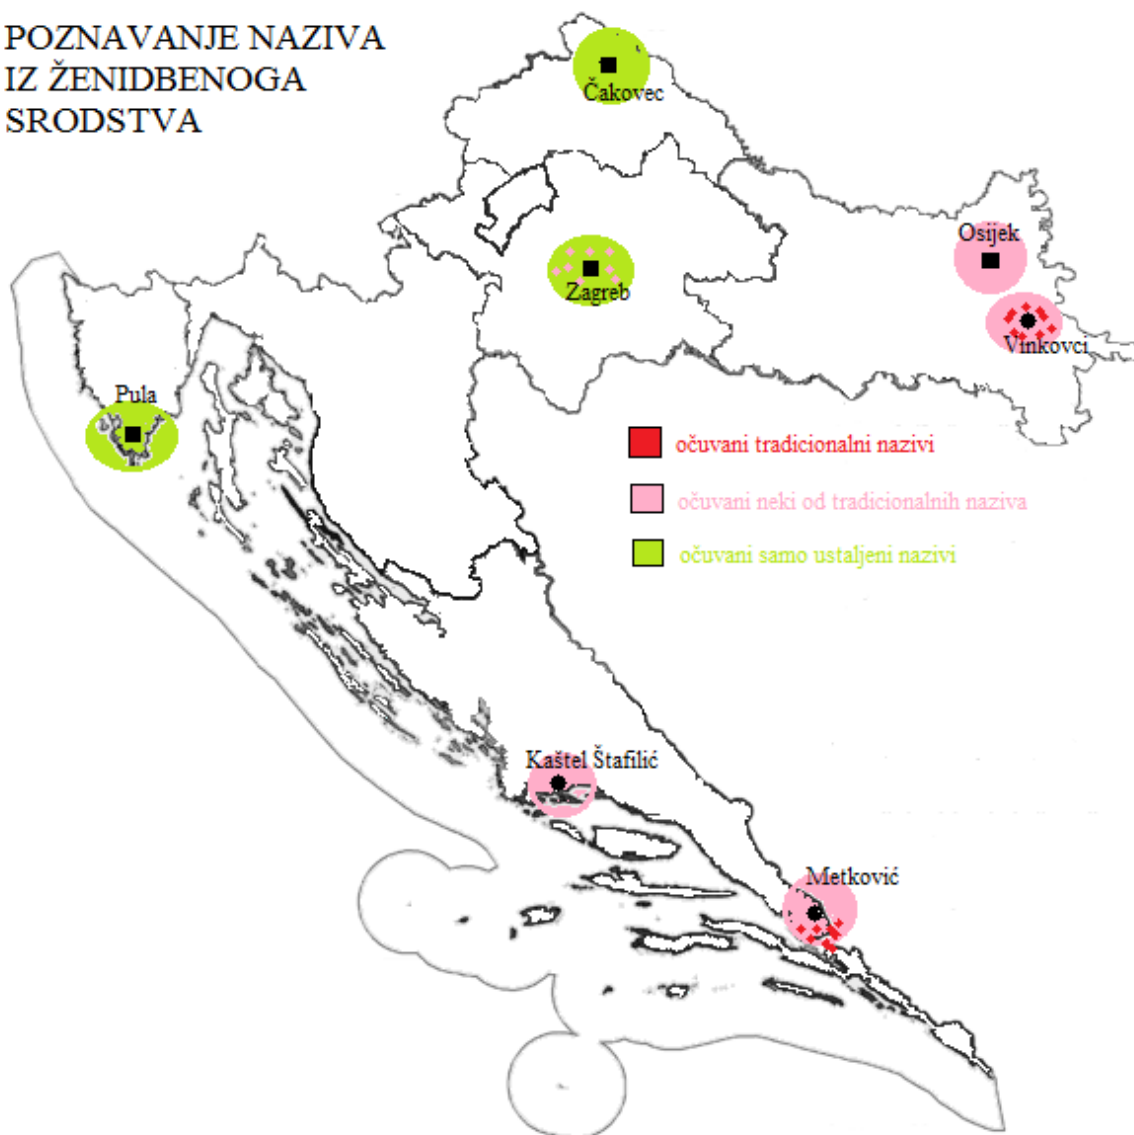 POZNAVANJE NAZIVA
IZ ŽENIDBENOGA
SRODSTVA
Čakovec
Osijek
Zagreb
Vinkovci
Pula
očuvani tradicionalni nazivi
očuvani neki od tradicionalnih naziva
očuvani samo ustaljeni nazivi
Kaštel Štafilić
Metković